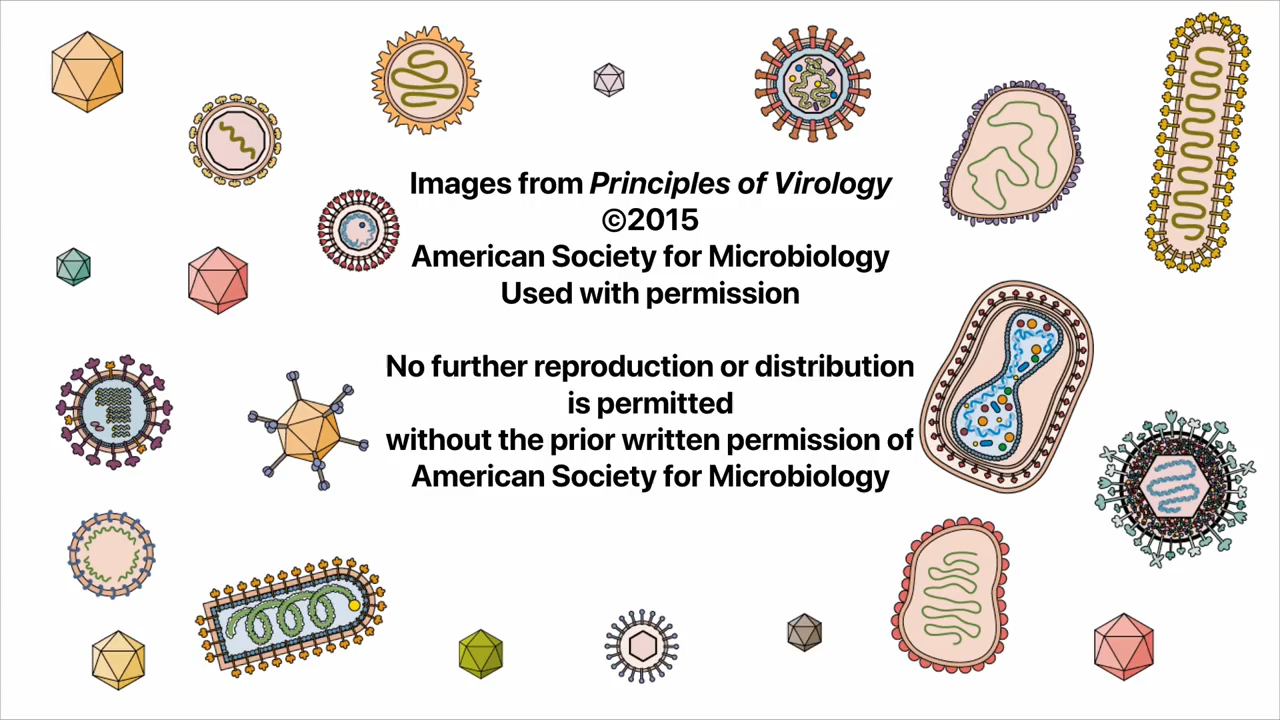 Images from Principles of Virology
©2015
American Society for Microbiology
Used with permission
No further reproduction or distribution
is permitted
without the prior written permission of
American Society for Microbiology